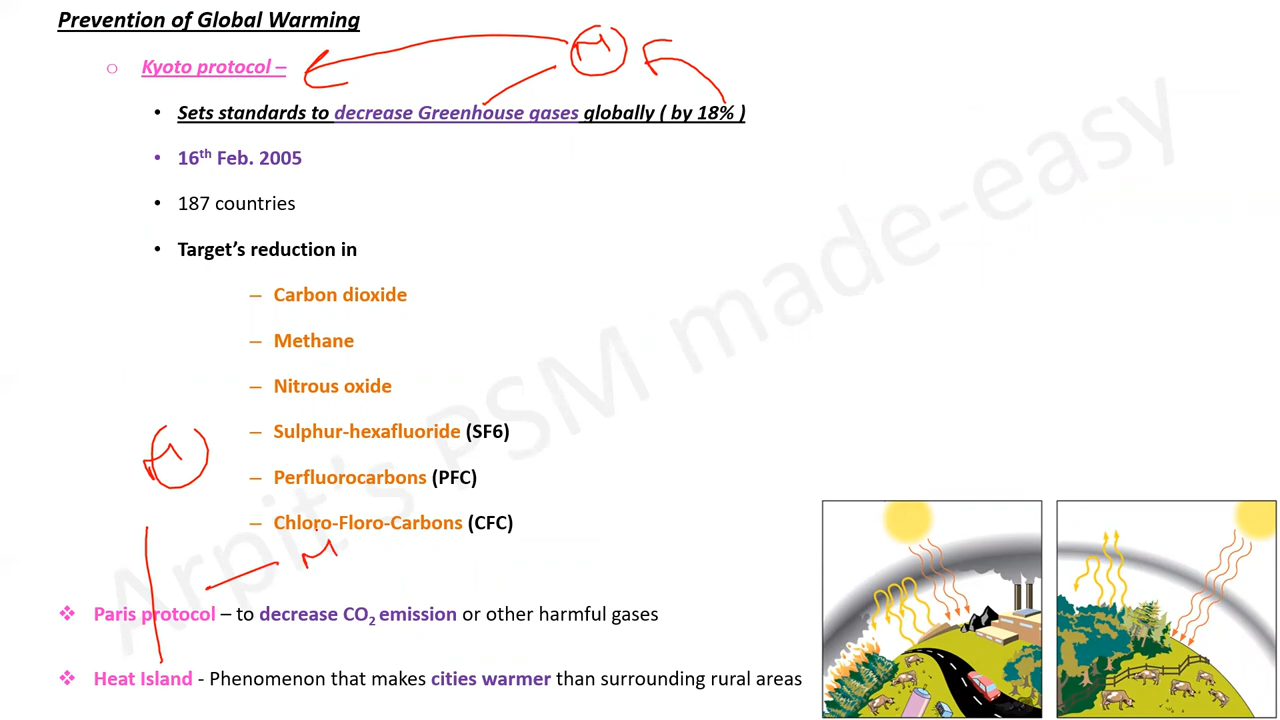 Prevention of Global Warming
o Kyoto protocol –
M
• Sets standards to decrease Greenhouse gases globally ( by 18% )
• 16th Feb. 2005
• 187 countries
• Target's reduction in
– Carbon dioxide
– Methane
– Nitrous oxide
– Sulphur-hexafluoride (SF6)
– Perfluorocarbons (PFC)
– Chloro-Floro-Carbons (CFC)
M
❖ Paris protocol – to decrease CO₂ emission or other harmful gases
❖ Heat Island - Phenomenon that makes cities warmer than surrounding rural areas
Arpit's PSM made-easy